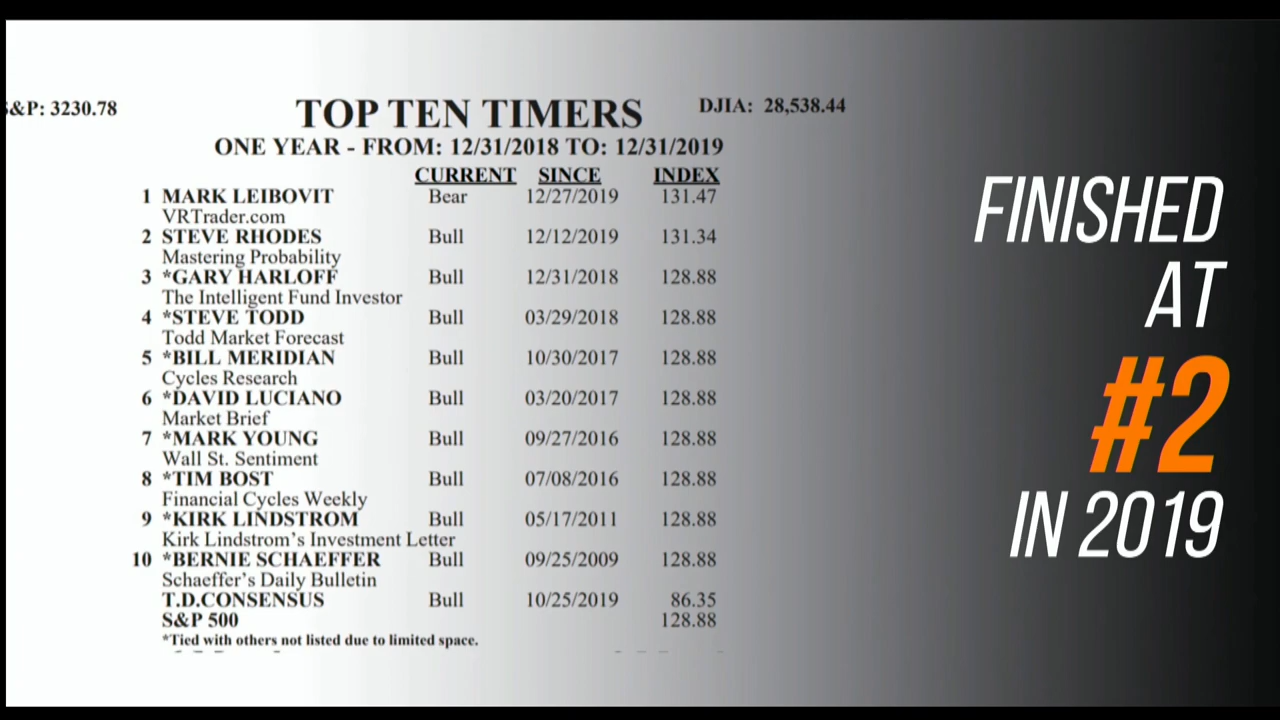 S&P: 3230.78
TOP TEN TIMERS
DJIA: 28,538.44
ONE YEAR - FROM: 12/31/2018 TO: 12/31/2019
CURRENT SINCE INDEX
1 MARK LEIBOVIT Bear 12/27/2019 131.47
VRTrader.com
2 STEVE RHODES Bull 12/12/2019 131.34
Mastering Probability
3 *GARY HARLOFF Bull 12/31/2018 128.88
The Intelligent Fund Investor
4 *STEVE TODD Bull 03/29/2018 128.88
Todd Market Forecast
5 *BILL MERIDIAN Bull 10/30/2017 128.88
Cycles Research
6 *DAVID LUCIANO Bull 03/20/2017 128.88
Market Brief
7 *MARK YOUNG Bull 09/27/2016 128.88
Wall St. Sentiment
8 *TIM BOST Bull 07/08/2016 128.88
Financial Cycles Weekly
9 *KIRK LINDSTROM Bull 05/17/2011 128.88
Kirk Lindstrom's Investment Letter
10 *BERNIE SCHAEFFER Bull 09/25/2009 128.88
Schaeffer's Daily Bulletin
T.D.CONSENSUS Bull 10/25/2019 86.35
S&P 500 128.88
*Tied with others not listed due to limited space.
FINISHED
AT
#2
IN 2019